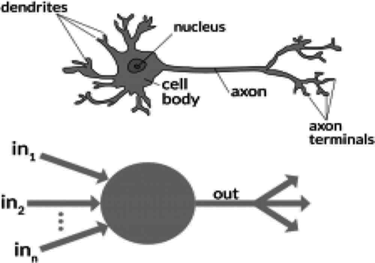 dendrites
nucleus
cell
body
axon
axon
terminals
in1
in2
out
inn